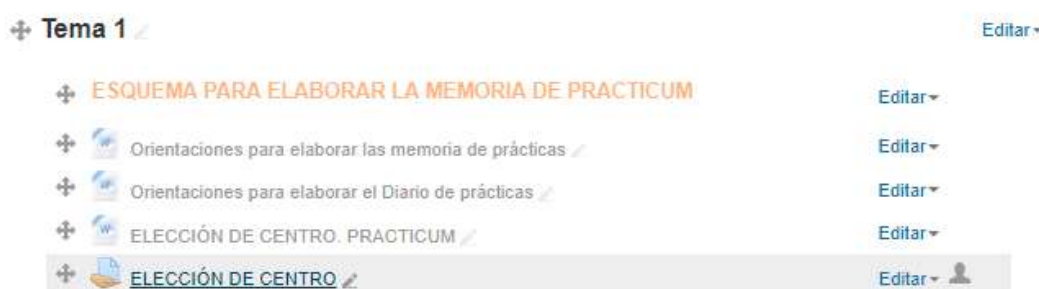 Tema 1 Editar
ESQUEMA PARA ELABORAR LA MEMORIA DE PRACTICUM Editar
Orientaciones para elaborar las memoria de prácticas Editar
Orientaciones para elaborar el Diario de prácticas Editar
ELECCIÓN DE CENTRO. PRACTICUM Editar
ELECCIÓN DE CENTRO Editar